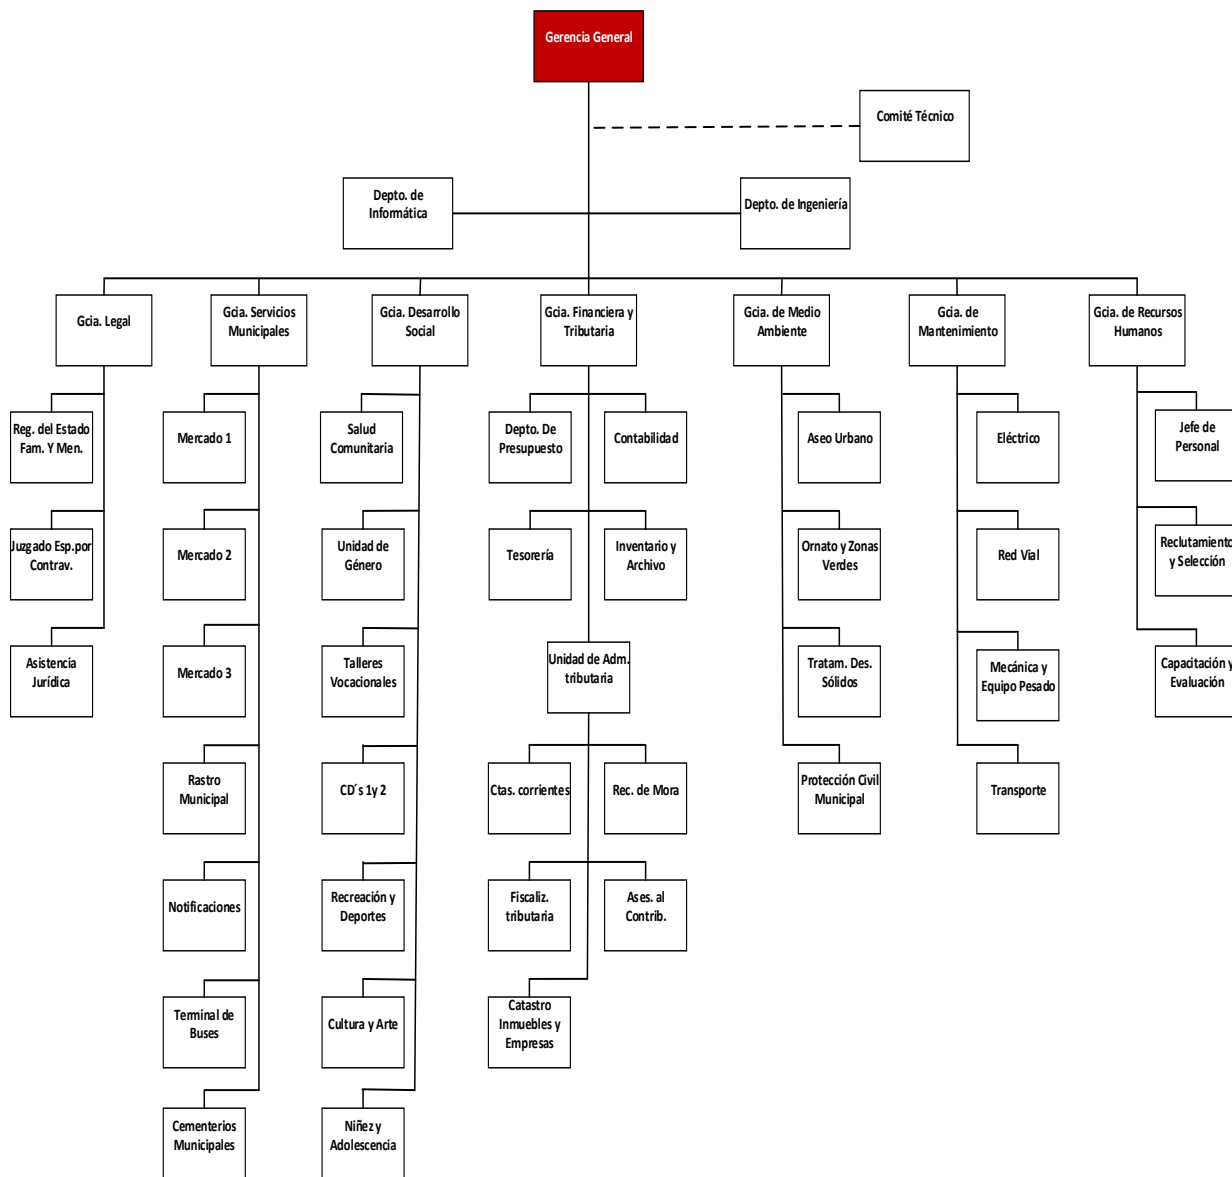 Gerencia General
Comité Técnico
Depto. de
Informática
Depto. de Ingeniería
Gcia. Legal
Gcia. Servicios
Municipales
Gcia. Desarrollo
Social
Gcia. Financiera y
Tributaria
Gcia. de Medio
Ambiente
Gcia. de
Mantenimiento
Gcia. de Recursos
Humanos
Reg. del Estado
Fam. Y Men.
Mercado 1
Salud
Comunitaria
Depto. De
Presupuesto
Contabilidad
Aseo Urbano
Eléctrico
Jefe de
Personal
Juzgado Esp.por
Contrav.
Mercado 2
Unidad de
Género
Tesorería
Inventario y
Archivo
Ornato y Zonas
Verdes
Red Vial
Reclutamiento
y Selección
Asistencia
Jurídica
Mercado 3
Talleres
Vocacionales
Unidad de Adm.
tributaria
Tratam. Des.
Sólidos
Mecánica y
Equipo Pesado
Capacitación y
Evaluación
Rastro
Municipal
CD´s 1y 2
Ctas. corrientes
Rec. de Mora
Protección Civil
Municipal
Transporte
Notificaciones
Recreación y
Deportes
Fiscaliz.
tributaria
Ases. al
Contrib.
Terminal de
Buses
Cultura y Arte
Catastro
Inmuebles y
Empresas
Cementerios
Municipales
Niñez y
Adolescencia